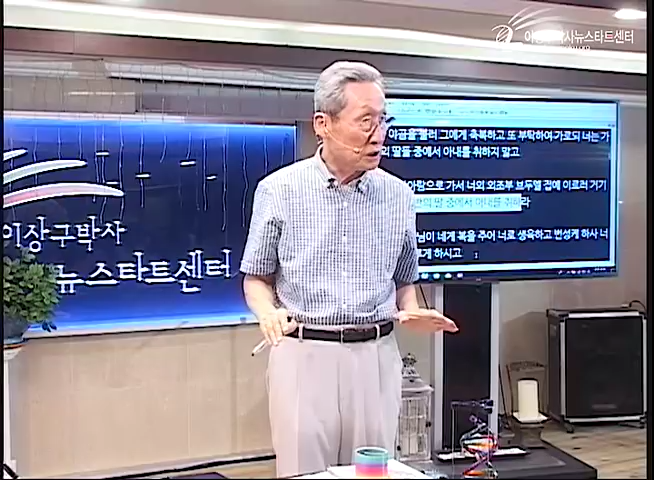 이상구박사뉴스타트센터
야곱을 불러 그에게 축복하고 또 부탁하여 가로되 너는 가
의 딸들 중에서 아내를 취하지 말고
아람으로 가서 너의 외조부 브두엘 집에 이르러 거기
의 딸 중에서 아내를 취하라
님이 네게 복을 주어 너로 생육하고 번성케 하사 너
게 하시고
이상구박사
뉴스타트센터